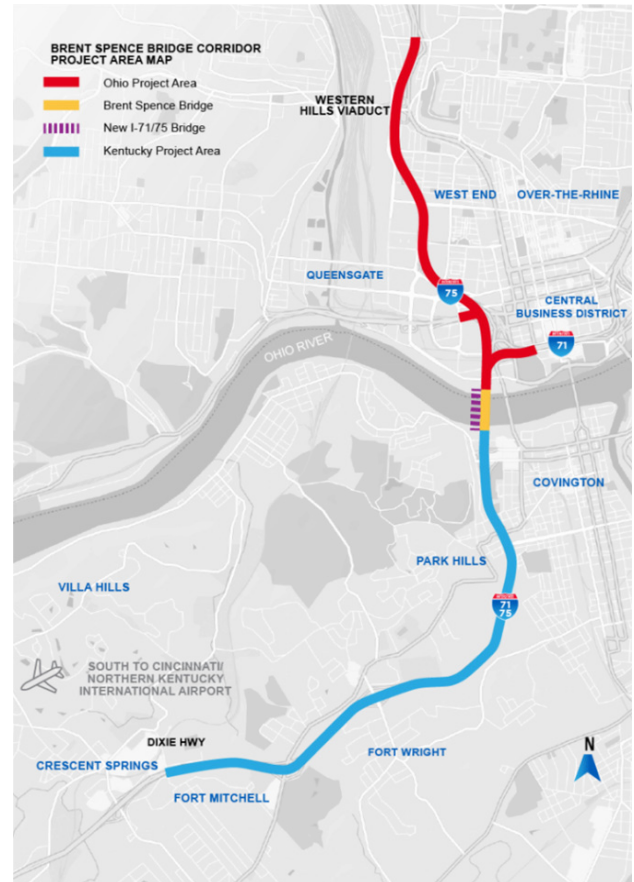 BRENT SPENCE BRIDGE CORRIDOR
PROJECT AREA MAP
Ohio Project Area
Brent Spence Bridge
New I-71/75 Bridge
Kentucky Project Area
WESTERN
HILLS VIADUCT
WEST END
OVER-THE-RHINE
QUEENSGATE
75
CENTRAL
BUSINESS DISTRICT
71
OHIO RIVER
COVINGTON
PARK HILLS
VILLA HILLS
71
75
SOUTH TO CINCINNATI/
NORTHERN KENTUCKY
INTERNATIONAL AIRPORT
DIXIE HWY
N
CRESCENT SPRINGS
FORT WRIGHT
FORT MITCHELL